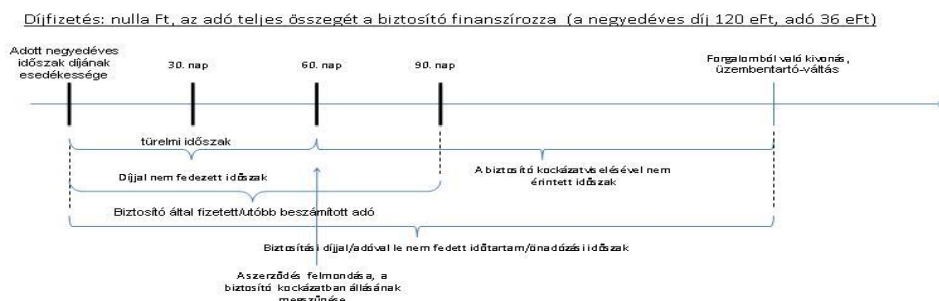 Díjfizetés: nulla Ft, az adó teljes összegét a biztosító finanszírozza (a negyedéves díj 120 eFt, adó 36 eFt)
Adott negyedéves
időszak díjának
esedékessége
30. nap
60. nap
90. nap
Forgalomból való kivonás,
üzembentartó-váltás
türelmi időszak
Díjjal nem fedezett időszak
A biztosító kockázatviselésével nem
érintett időszak
Biztosító által fizetett/utóbb beszámított adó
Biztosítási díjjal/adóval le nem fedett időtartam/önadózási időszak
A szerződés felmondása, a
biztosító kockázatban állásának
megszűnése